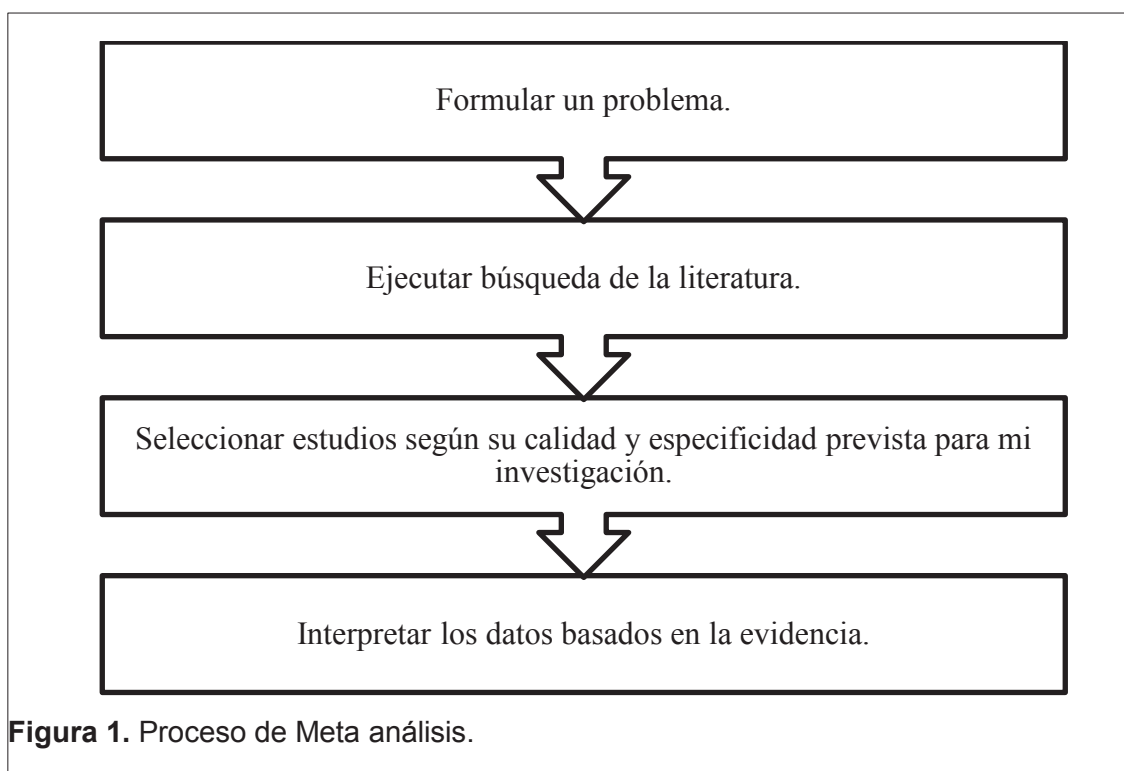 Formular un problema.
Ejecutar búsqueda de la literatura.
Seleccionar estudios según su calidad y especificidad prevista para mi
investigación.
Interpretar los datos basados en la evidencia.
Figura 1. Proceso de Meta análisis.